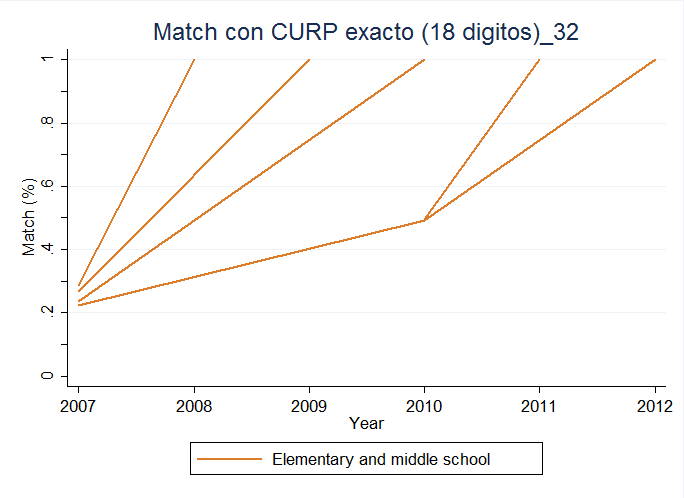 Match con CURP exacto (18 digitos)_32
Match (%)
1
.8
.6
.4
.2
0
2007 2008 2009 2010 2011 2012
Year
Elementary and middle school